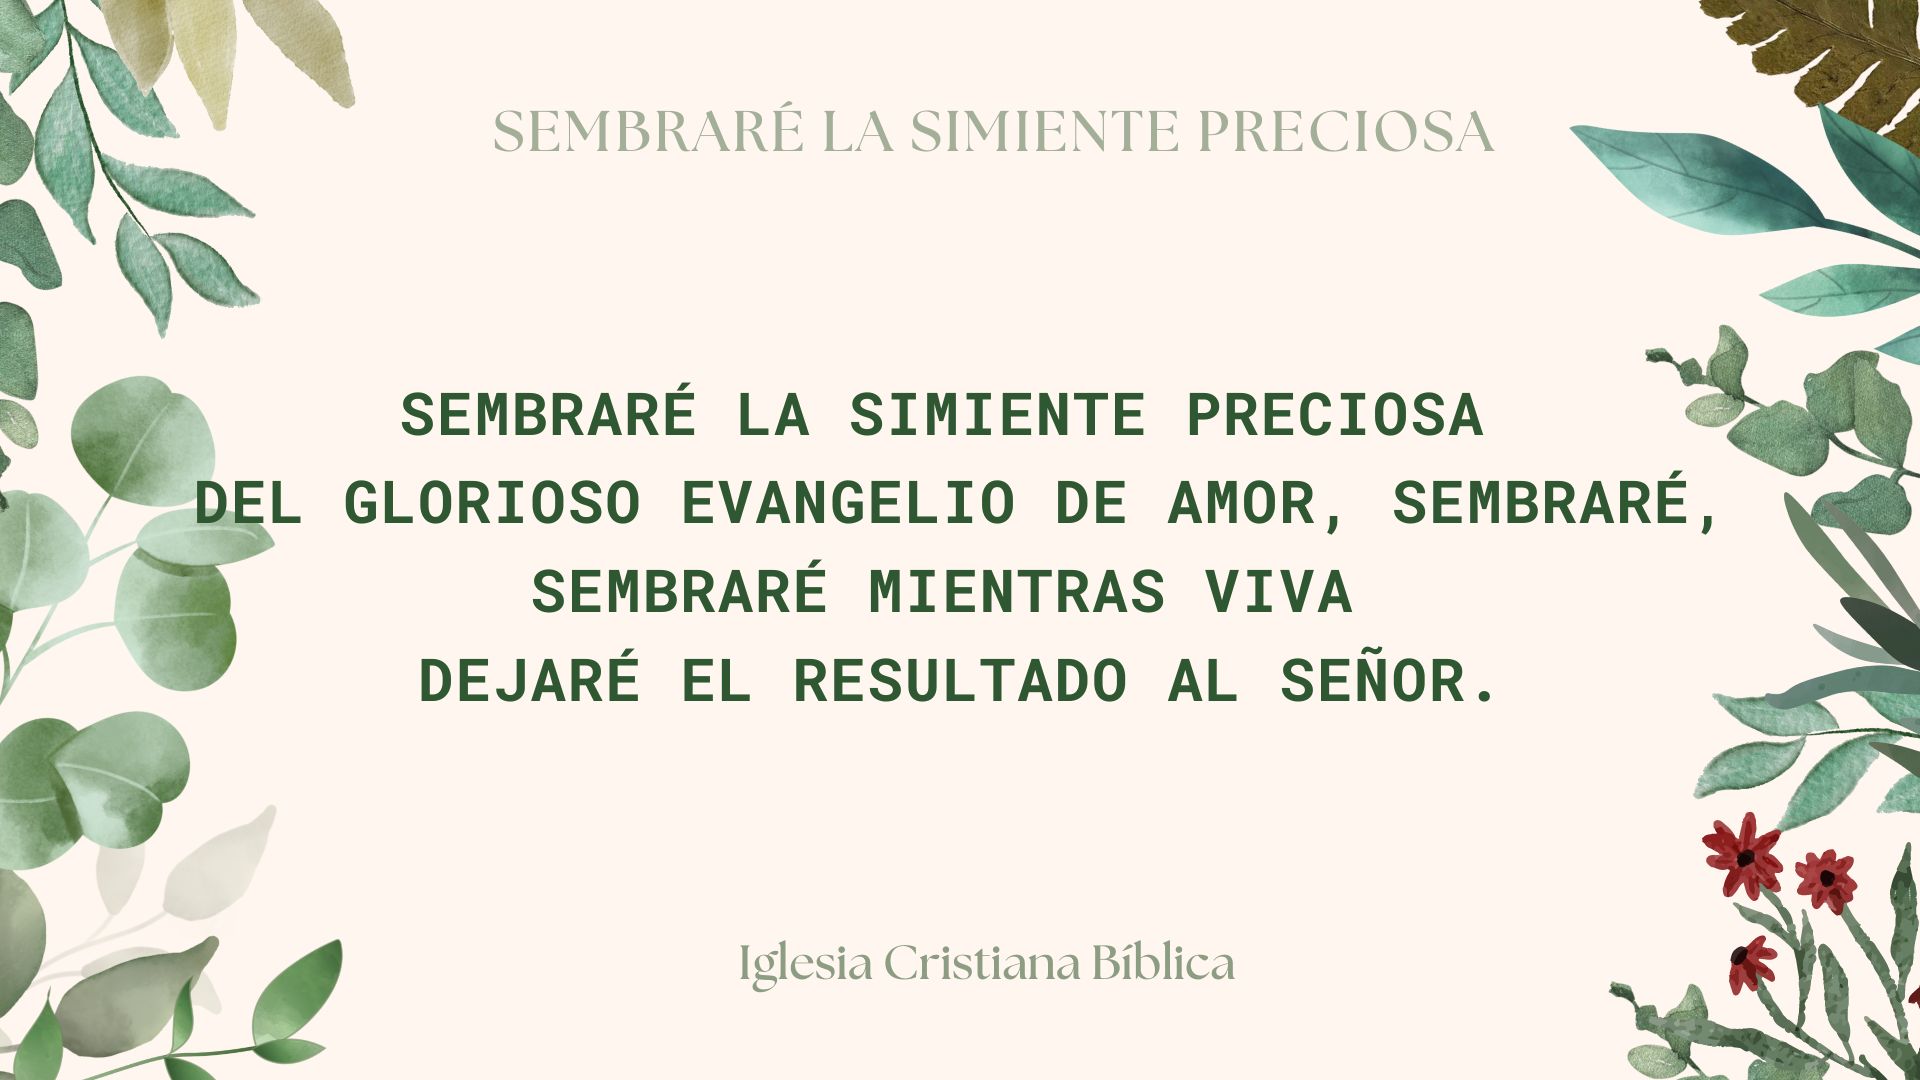 SEMBRARÉ LA SIMIENTE PRECIOSA
SEMBRARÉ LA SIMIENTE PRECIOSA
DEL GLORIOSO EVANGELIO DE AMOR, SEMBRARÉ,
SEMBRARÉ MIENTRAS VIVA
DEJARÉ EL RESULTADO AL SEÑOR.
Iglesia Cristiana Bíblica